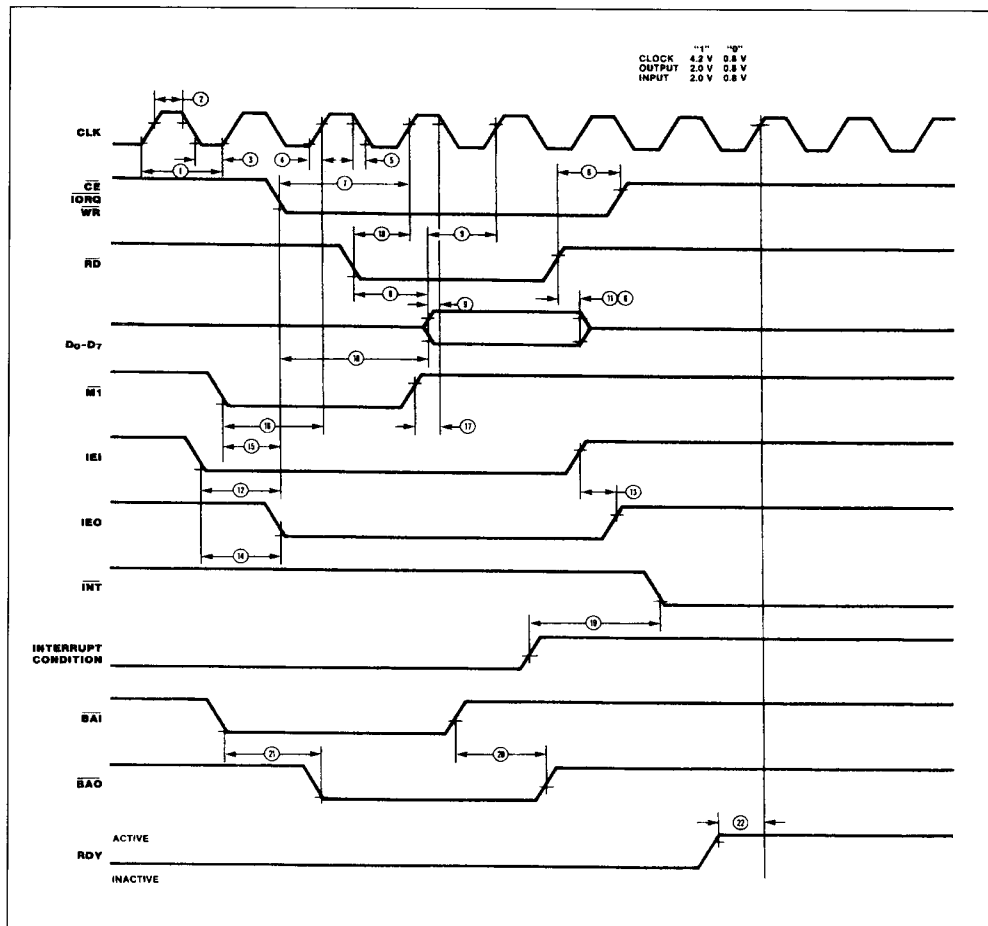 "1" "0"
CLOCK 4.2 V 0.8 V
OUTPUT 2.0 V 0.8 V
INPUT 2.0 V 0.8 V
2
CLK
3 4 5
1
CE
IORQ
WR
7 6
10 9
RD
8
9 11 6
D0-D7
10
M1
16 17
15
IEI
12 13
IEO
14
INT
19
INTERRUPT
CONDITION
BAI
21 20
BAO
22
ACTIVE
RDY
INACTIVE